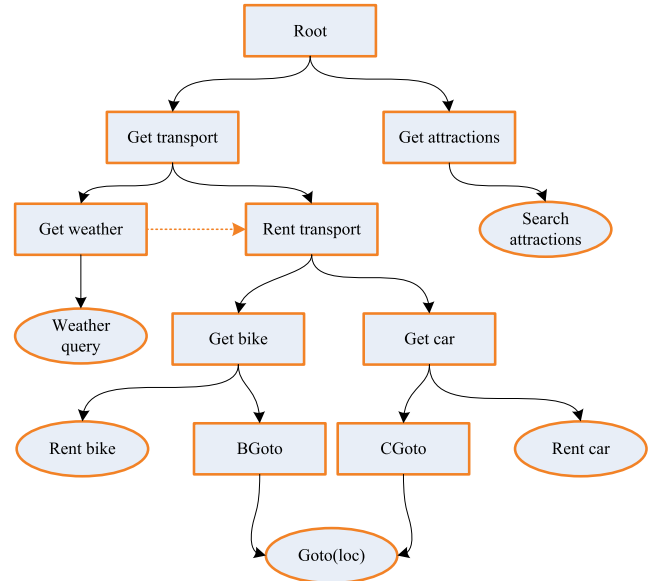 Root
Get transport
Get attractions
Get weather
Rent transport
Search
attractions
Weather
query
Get bike
Get car
Rent bike
BGoto
CGoto
Rent car
Goto(loc)